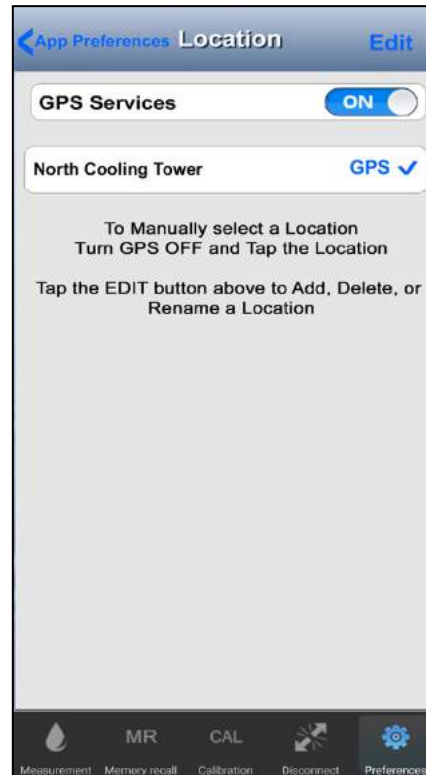 App Preferences Location Edit
GPS Services ON
North Cooling Tower GPS
To Manually select a Location
Turn GPS OFF and Tap the Location
Tap the EDIT button above to Add, Delete, or
Rename a Location
MR CAL
Measurement Memory recall Calibration Disconnect Preferences